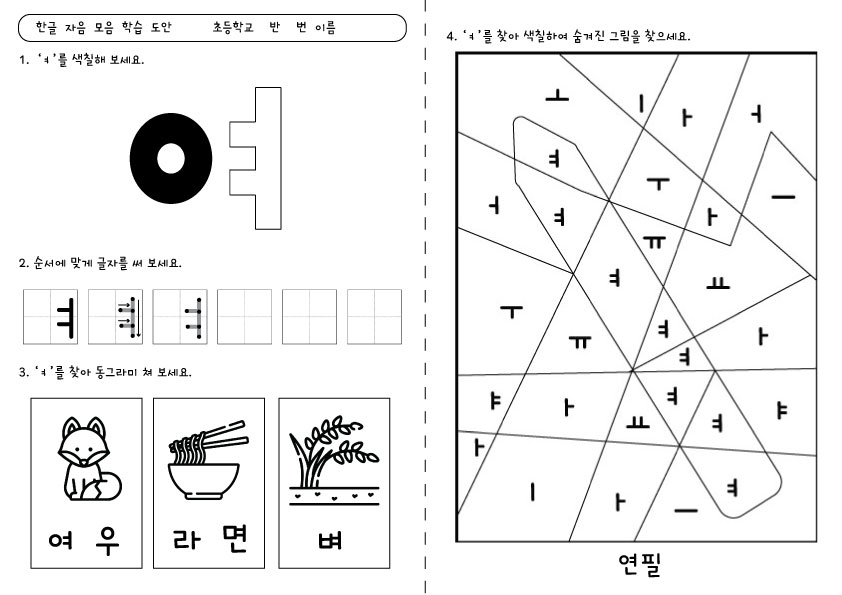 한글 자음 모음 학습 도안 초등학교 반 번 이름
1. ‘ㅕ’를 색칠해 보세요.
2. 순서에 맞게 글자를 써 보세요.
ㅕ ㅕ ㅕ
3. ‘ㅕ’를 찾아 동그라미 쳐 보세요.
여우 라면 벼
4. ‘ㅕ’를 찾아 색칠하여 숨겨진 그림을 찾으세요.
ㅗ ㅣ ㅏ ㅓ
ㅕ ㅜ ㅡ
ㅓ ㅕ ㅏ
ㅠ
ㅕ ㅛ
ㅜ ㅠ ㅕ ㅏ
ㅕ
ㅑ ㅏ ㅕ ㅑ
ㅛ ㅕ
ㅏ
ㅣ ㅏ ㅡ ㅕ
연필